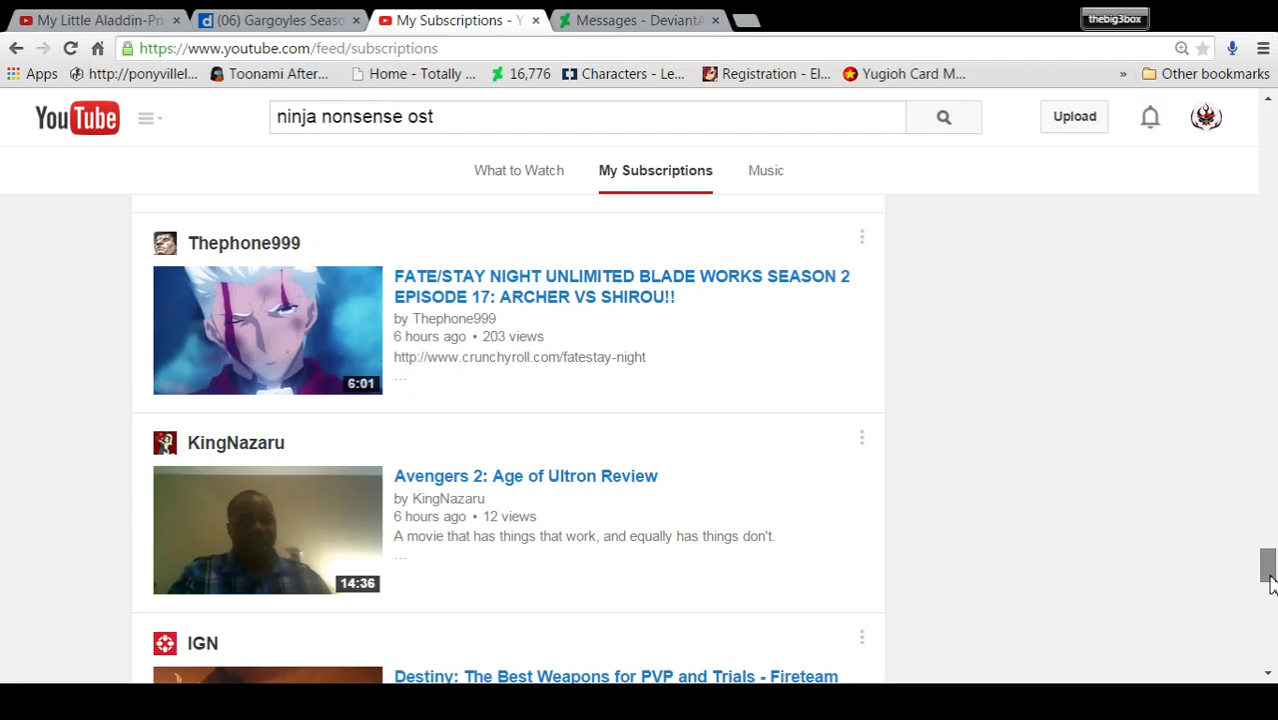 My Little Aladdin-Pri
(06) Gargoyles Seaso
My Subscriptions - Y
Messages - DeviantA
thebig3box
https://www.youtube.com/feed/subscriptions
Apps
http://ponyvillel...
Toonami After...
Home - Totally ...
16,776
Characters - Le...
Registration - El...
Yugioh Card M...
»
Other bookmarks
YouTube
ninja nonsense ost
Upload
What to Watch
My Subscriptions
Music
Thephone999
FATE/STAY NIGHT UNLIMITED BLADE WORKS SEASON 2
EPISODE 17: ARCHER VS SHIROU!!
by Thephone999
6 hours ago • 203 views
http://www.crunchyroll.com/fatestay-night
...
6:01
KingNazaru
Avengers 2: Age of Ultron Review
by KingNazaru
6 hours ago • 12 views
A movie that has things that work, and equally has things don't.
...
14:36
IGN
Destiny: The Best Weapons for PVP and Trials - Fireteam